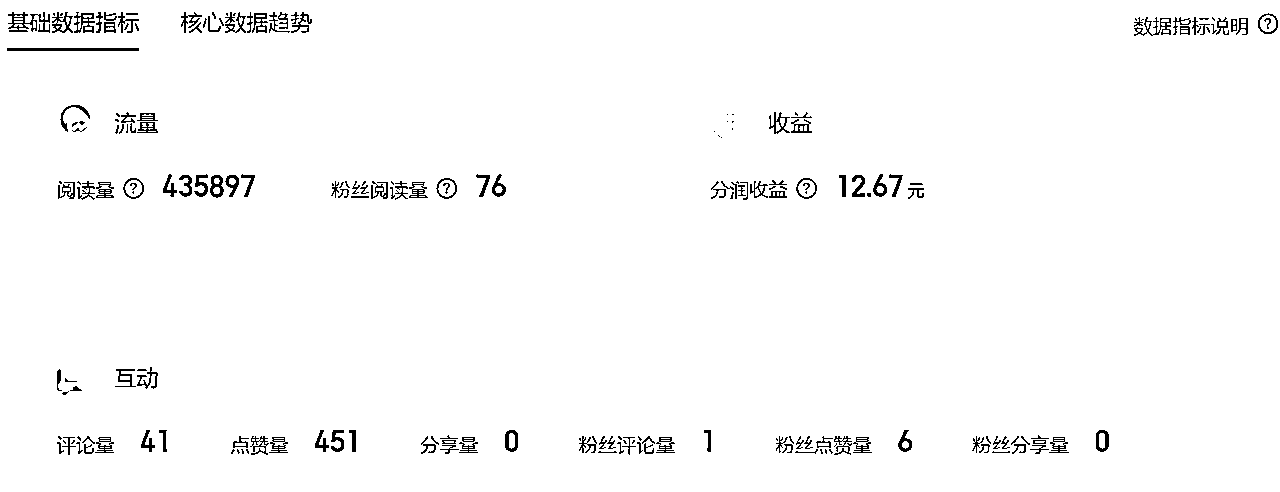 基础数据指标 核心数据趋势 数据指标说明 ?
流量 收益
阅读量 ? 435897 粉丝阅读量 ? 76 分润收益 ? 12.67 元
互动
评论量 41 点赞量 451 分享量 0 粉丝评论量 1 粉丝点赞量 6 粉丝分享量 0